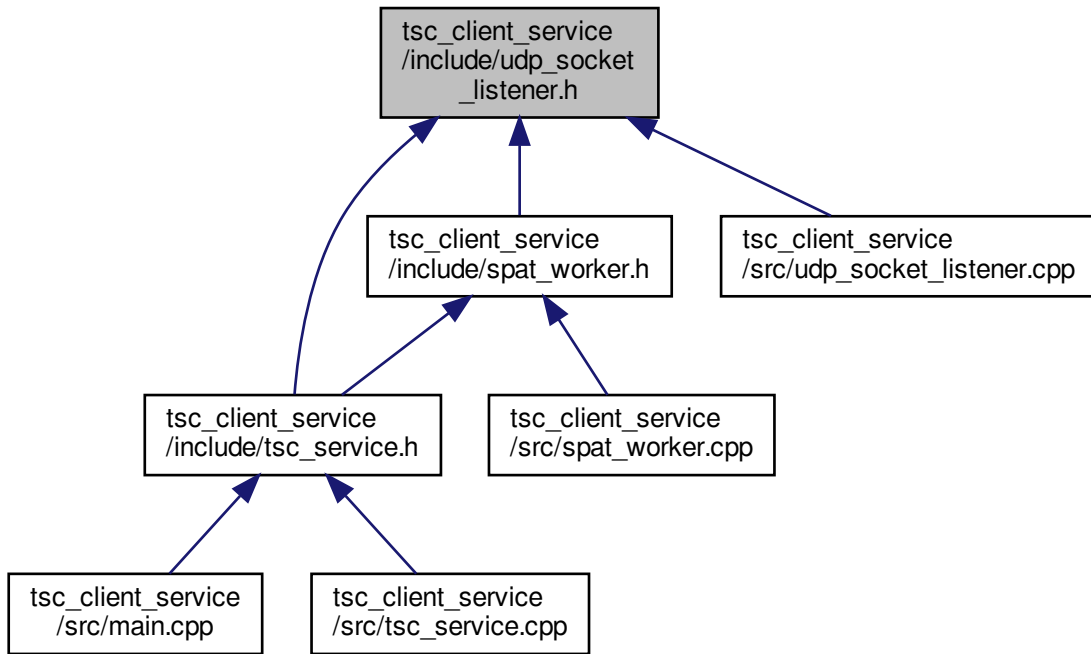 tsc_client_service
/include/udp_socket
_listener.h
tsc_client_service
/include/spat_worker.h
tsc_client_service
/src/udp_socket_listener.cpp
tsc_client_service
/include/tsc_service.h
tsc_client_service
/src/spat_worker.cpp
tsc_client_service
/src/main.cpp
tsc_client_service
/src/tsc_service.cpp